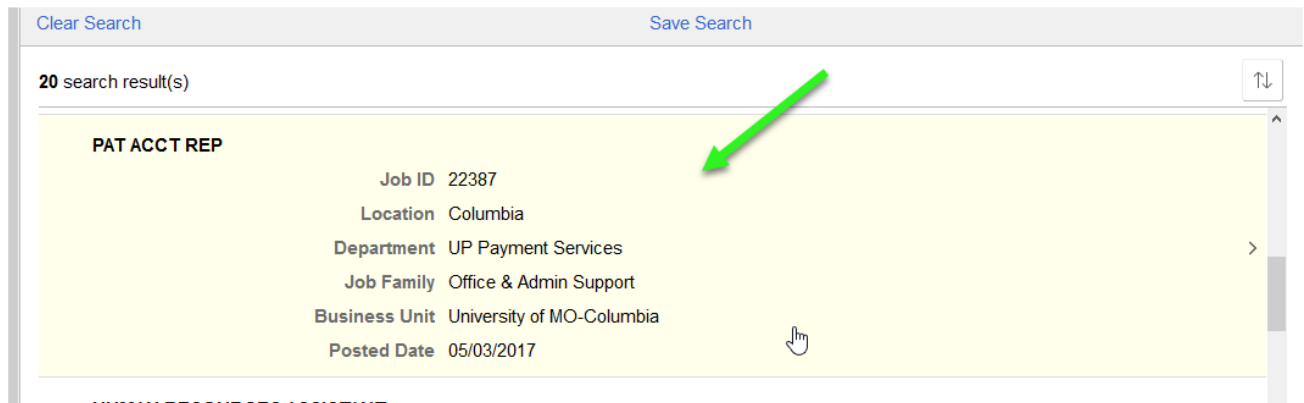 Clear Search Save Search
20 search result(s)
PAT ACCT REP
Job ID 22387
Location Columbia
Department UP Payment Services
Job Family Office & Admin Support
Business Unit University of MO-Columbia
Posted Date 05/03/2017